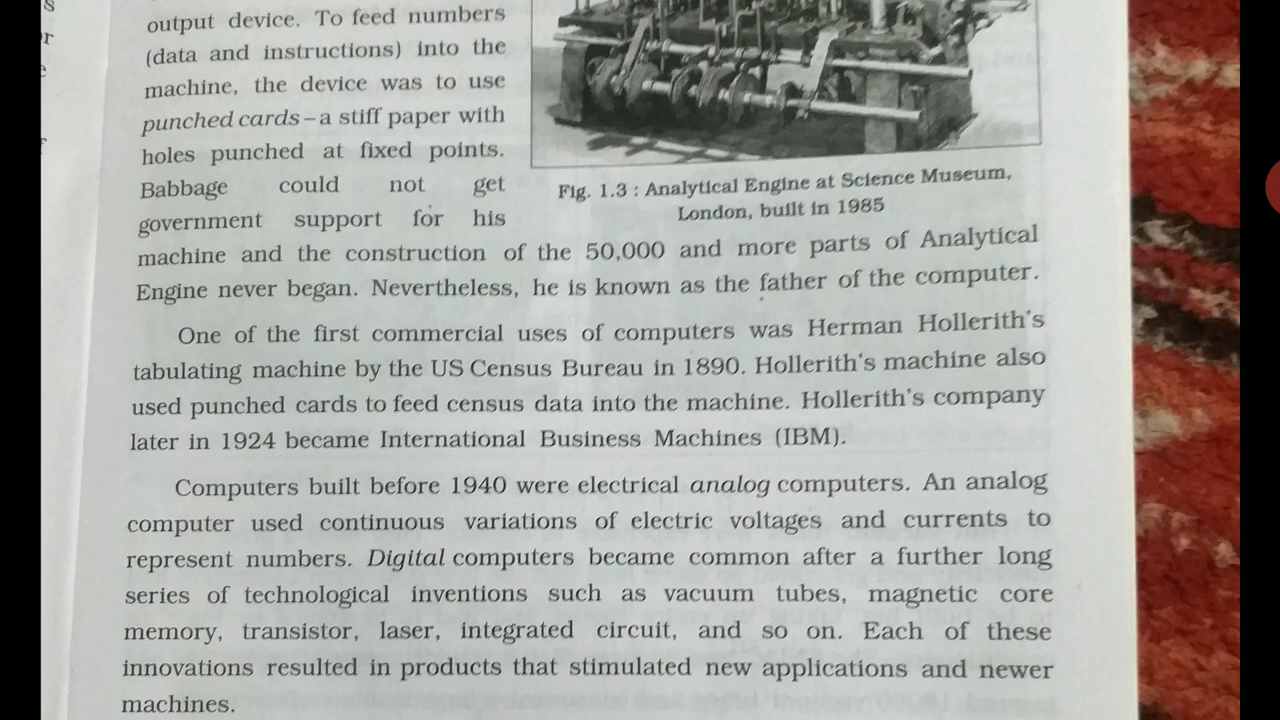 output device. To feed numbers
(data and instructions) into the
machine, the device was to use
punched cards – a stiff paper with
holes punched at fixed points.
Babbage could not get
government support for his
Fig. 1.3 : Analytical Engine at Science Museum,
London, built in 1985
machine and the construction of the 50,000 and more parts of Analytical
Engine never began. Nevertheless, he is known as the father of the computer.
One of the first commercial uses of computers was Herman Hollerith's
tabulating machine by the US Census Bureau in 1890. Hollerith's machine also
used punched cards to feed census data into the machine. Hollerith's company
later in 1924 became International Business Machines (IBM).
Computers built before 1940 were electrical analog computers. An analog
computer used continuous variations of electric voltages and currents to
represent numbers. Digital computers became common after a further long
series of technological inventions such as vacuum tubes, magnetic core
memory, transistor, laser, integrated circuit, and so on. Each of these
innovations resulted in products that stimulated new applications and newer
machines.